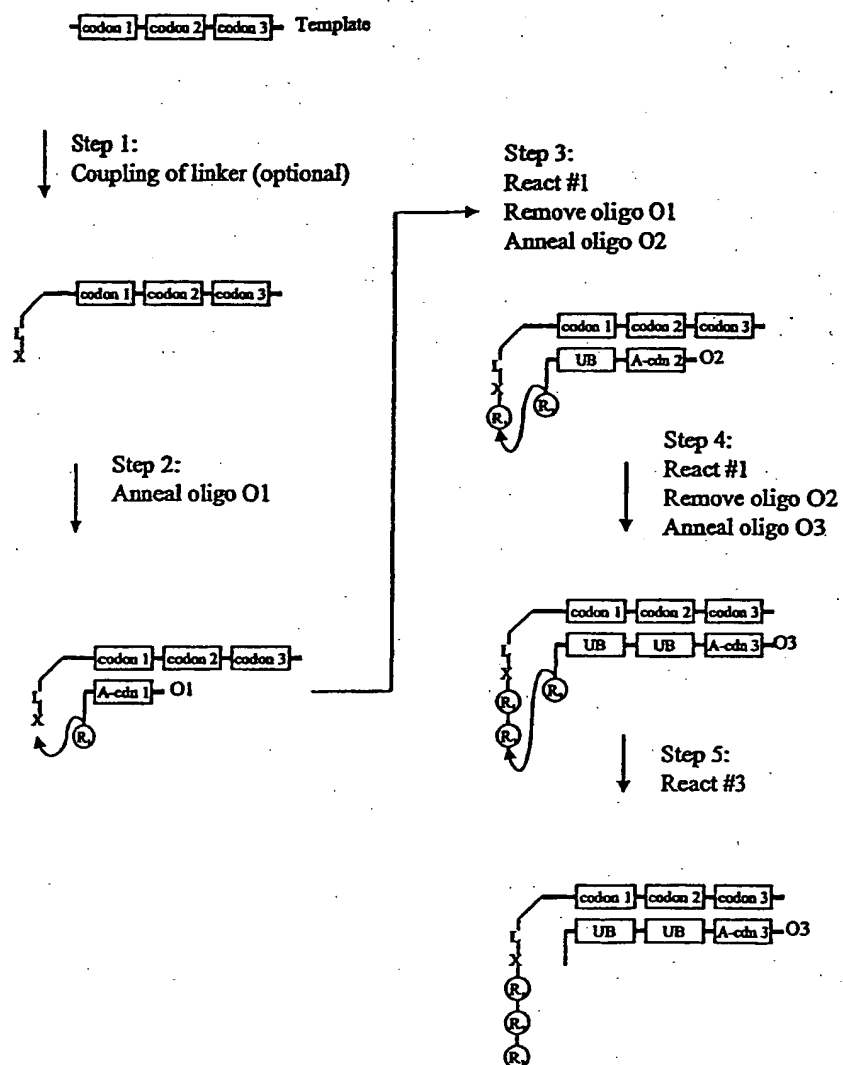 codon 1 codon 2 codon 3 Template
Step 1:
Coupling of linker (optional)
codon 1 codon 2 codon 3
L
X
Step 2:
Anneal oligo O1
codon 1 codon 2 codon 3
L
X
A-cdn 1 O1
R
Step 3:
React #1
Remove oligo O1
Anneal oligo O2
codon 1 codon 2 codon 3
L
X
UB A-cdn 2 O2
R
R
Step 4:
React #1
Remove oligo O2
Anneal oligo O3
codon 1 codon 2 codon 3
L
X
UB UB A-cdn 3 O3
R
R
R
Step 5:
React #3
codon 1 codon 2 codon 3
L
X
UB UB A-cdn 3 O3
R
R
R